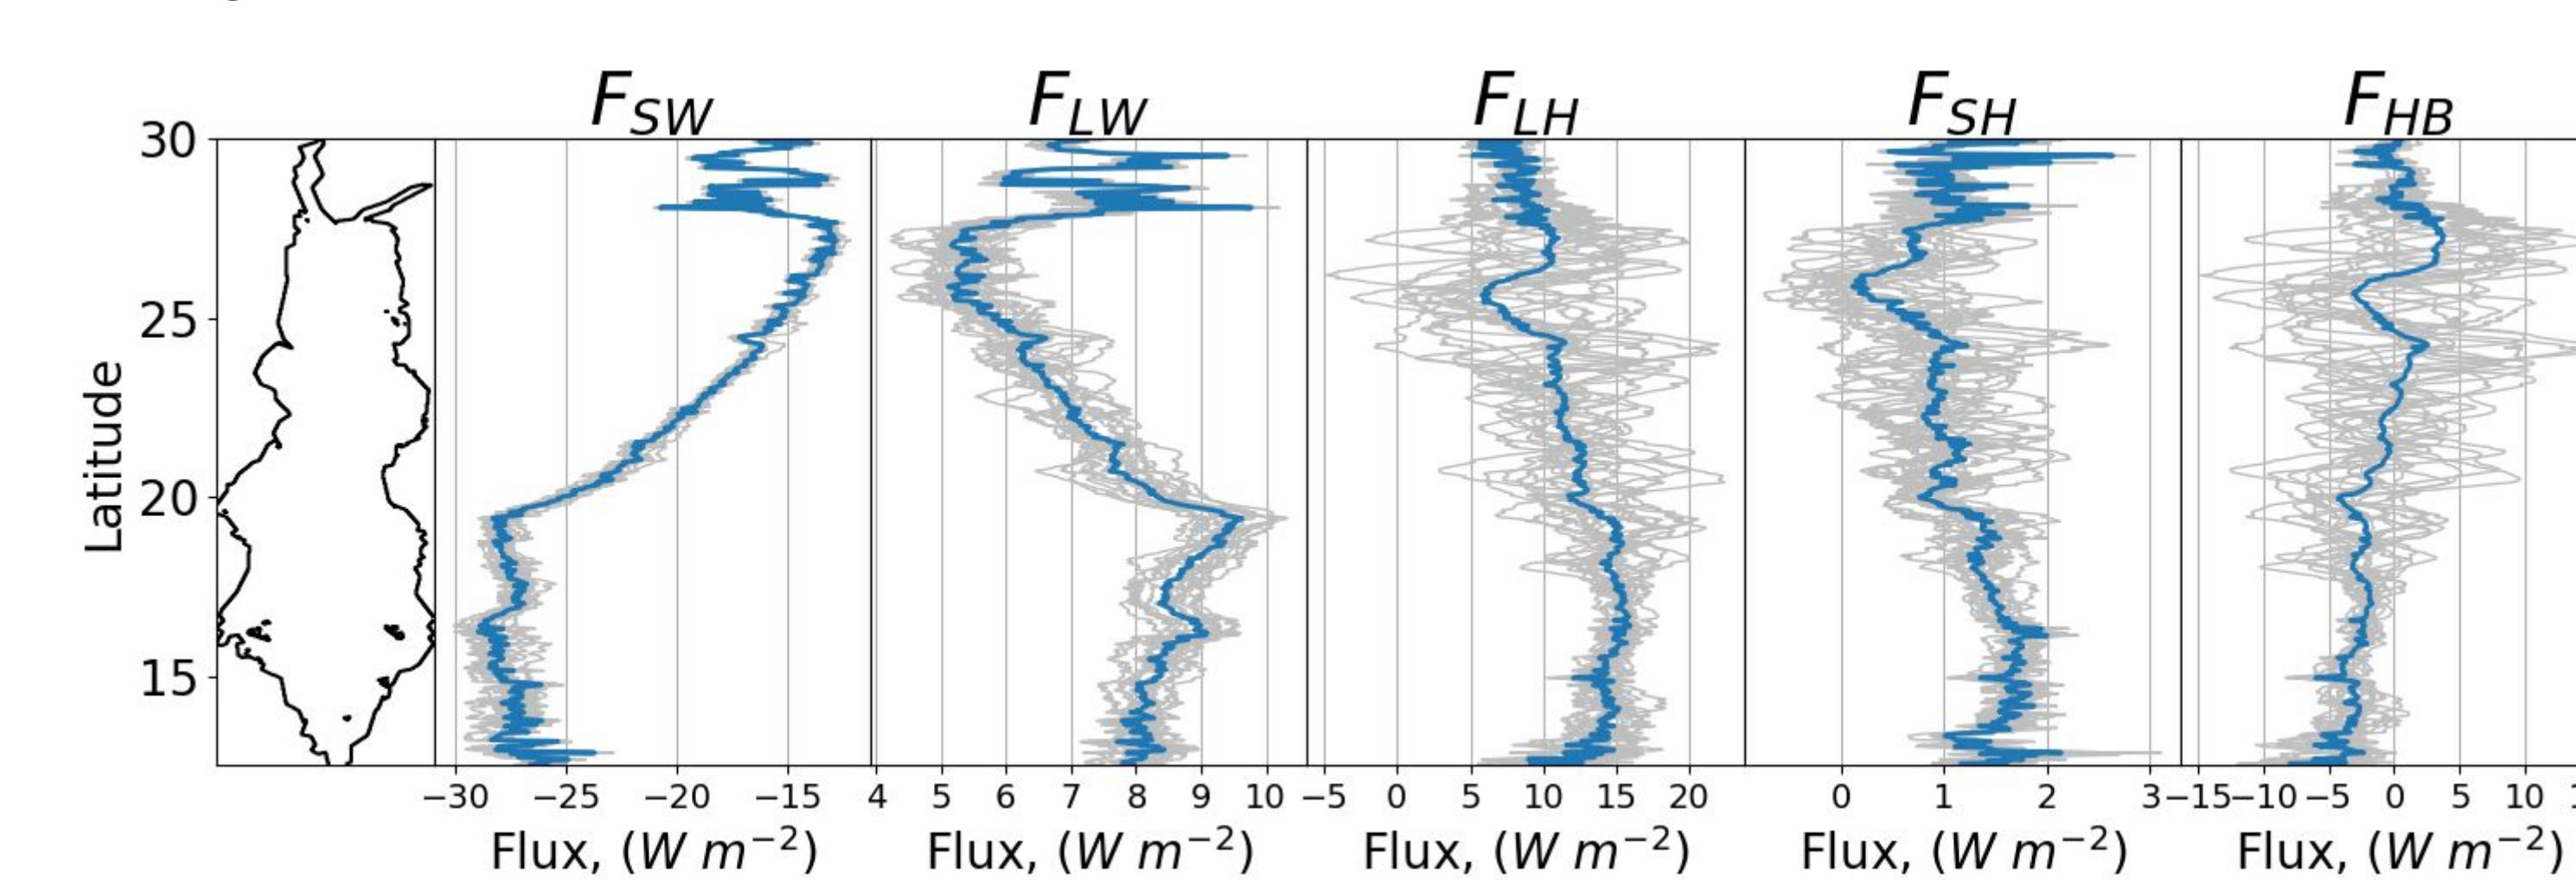 F_SW F_LW F_LH F_SH F_HB
30
25
20
15
Latitude
−30 −25 −20 −15 4 5 6 7 8 9 10 −5 0 5 10 15 20 0 1 2 3 −15 −10 −5 0 5 10
Flux, (W m⁻²) Flux, (W m⁻²) Flux, (W m⁻²) Flux, (W m⁻²) Flux, (W m⁻²)